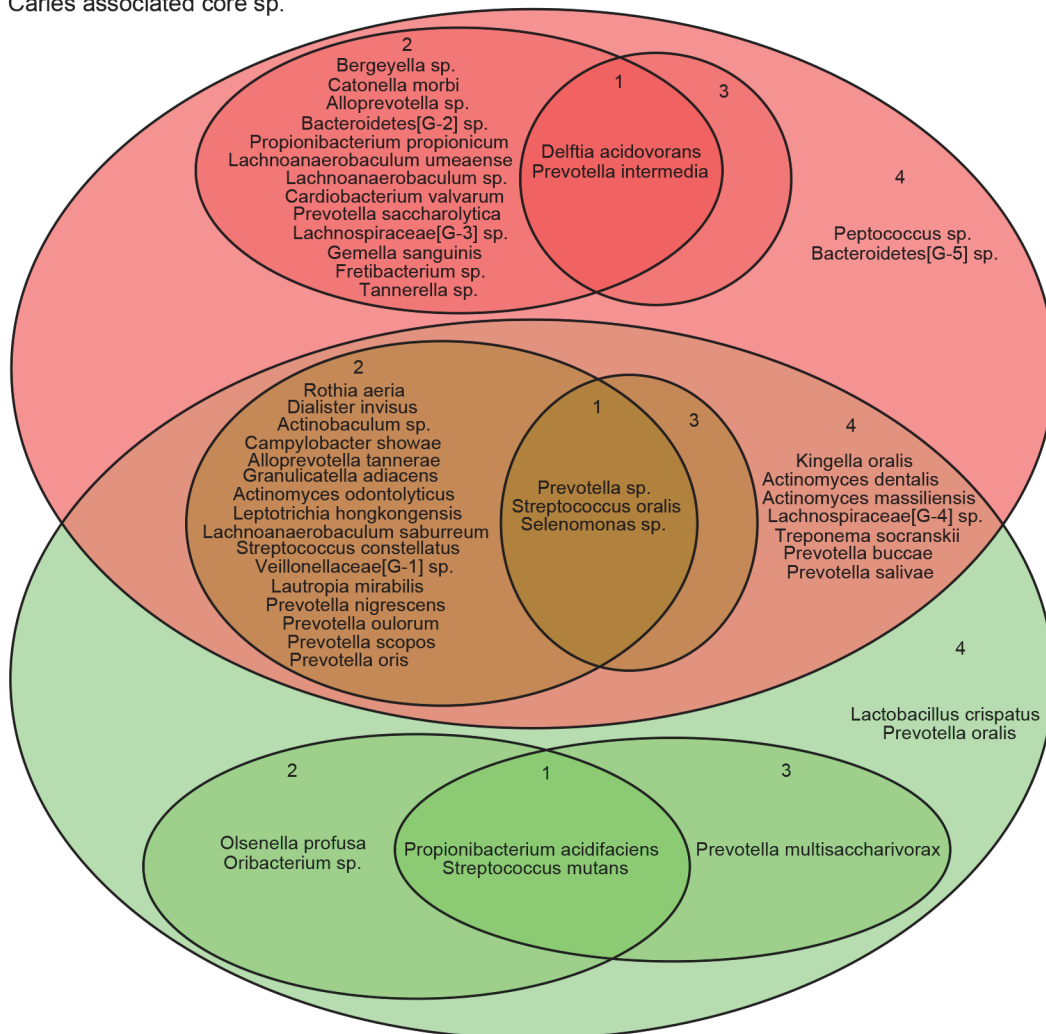 Caries associated core sp.
2
Bergeyella sp.
Catonella morbi
Alloprevotella sp.
Bacteroidetes[G-2] sp.
Propionibacterium propionicum
Lachnoanaerobaculum umeaense
Lachnoanaerobaculum sp.
Cardiobacterium valvarum
Prevotella saccharolytica
Lachnospiraceae[G-3] sp.
Gemella sanguinis
Fretibacterium sp.
Tannerella sp.
1
Delftia acidovorans
Prevotella intermedia
3
4
Peptococcus sp.
Bacteroidetes[G-5] sp.
2
Rothia aeria
Dialister invisus
Actinobaculum sp.
Campylobacter showae
Alloprevotella tannerae
Granulicatella adiacens
Actinomyces odontolyticus
Leptotrichia hongkongensis
Lachnoanaerobaculum saburreum
Streptococcus constellatus
Veillonellaceae[G-1] sp.
Lautropia mirabilis
Prevotella nigrescens
Prevotella oulorum
Prevotella scopos
Prevotella oris
1
Prevotella sp.
Streptococcus oralis
Selenomonas sp.
3
4
Kingella oralis
Actinomyces dentalis
Actinomyces massiliensis
Lachnospiraceae[G-4] sp.
Treponema socranskii
Prevotella buccae
Prevotella salivae
4
Lactobacillus crispatus
Prevotella oralis
2
Olsenella profusa
Oribacterium sp.
1
Propionibacterium acidifaciens
Streptococcus mutans
3
Prevotella multisaccharivorax